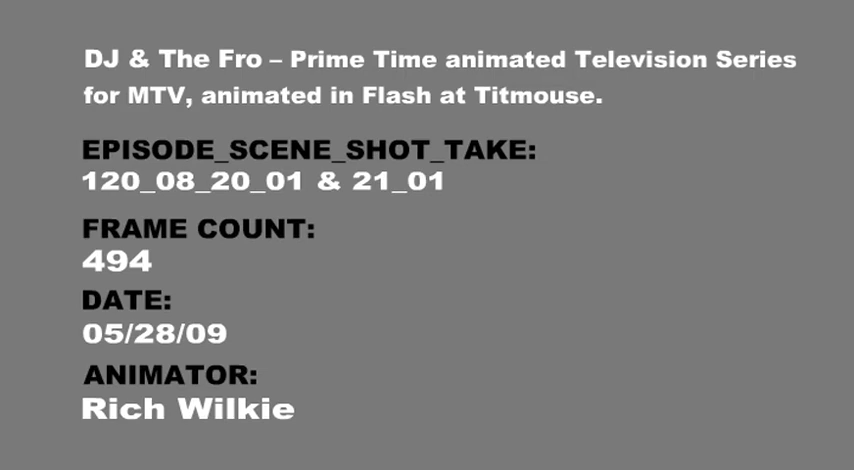 DJ & The Fro – Prime Time animated Television Series
for MTV, animated in Flash at Titmouse.
EPISODE_SCENE_SHOT_TAKE:
120_08_20_01 & 21_01
FRAME COUNT:
494
DATE:
05/28/09
ANIMATOR:
Rich Wilkie